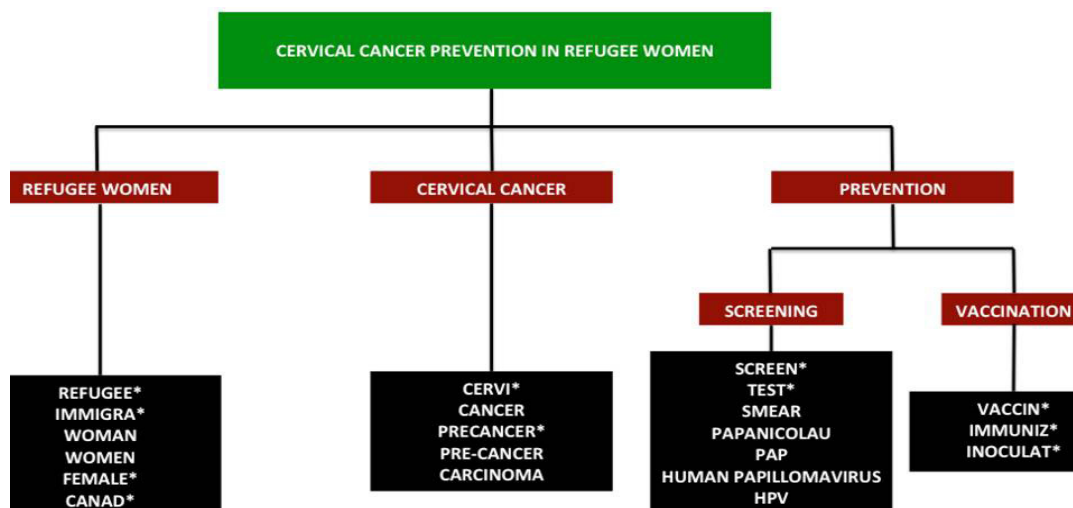 CERVICAL CANCER PREVENTION IN REFUGEE WOMEN
REFUGEE WOMEN
CERVICAL CANCER
PREVENTION
SCREENING
VACCINATION
REFUGEE*
IMMIGRA*
WOMAN
WOMEN
FEMALE*
CANAD*
CERVI*
CANCER
PRECANCER*
PRE-CANCER
CARCINOMA
SCREEN*
TEST*
SMEAR
PAPANICOLAU
PAP
HUMAN PAPILLOMAVIRUS
HPV
VACCIN*
IMMUNIZ*
INOCULAT*